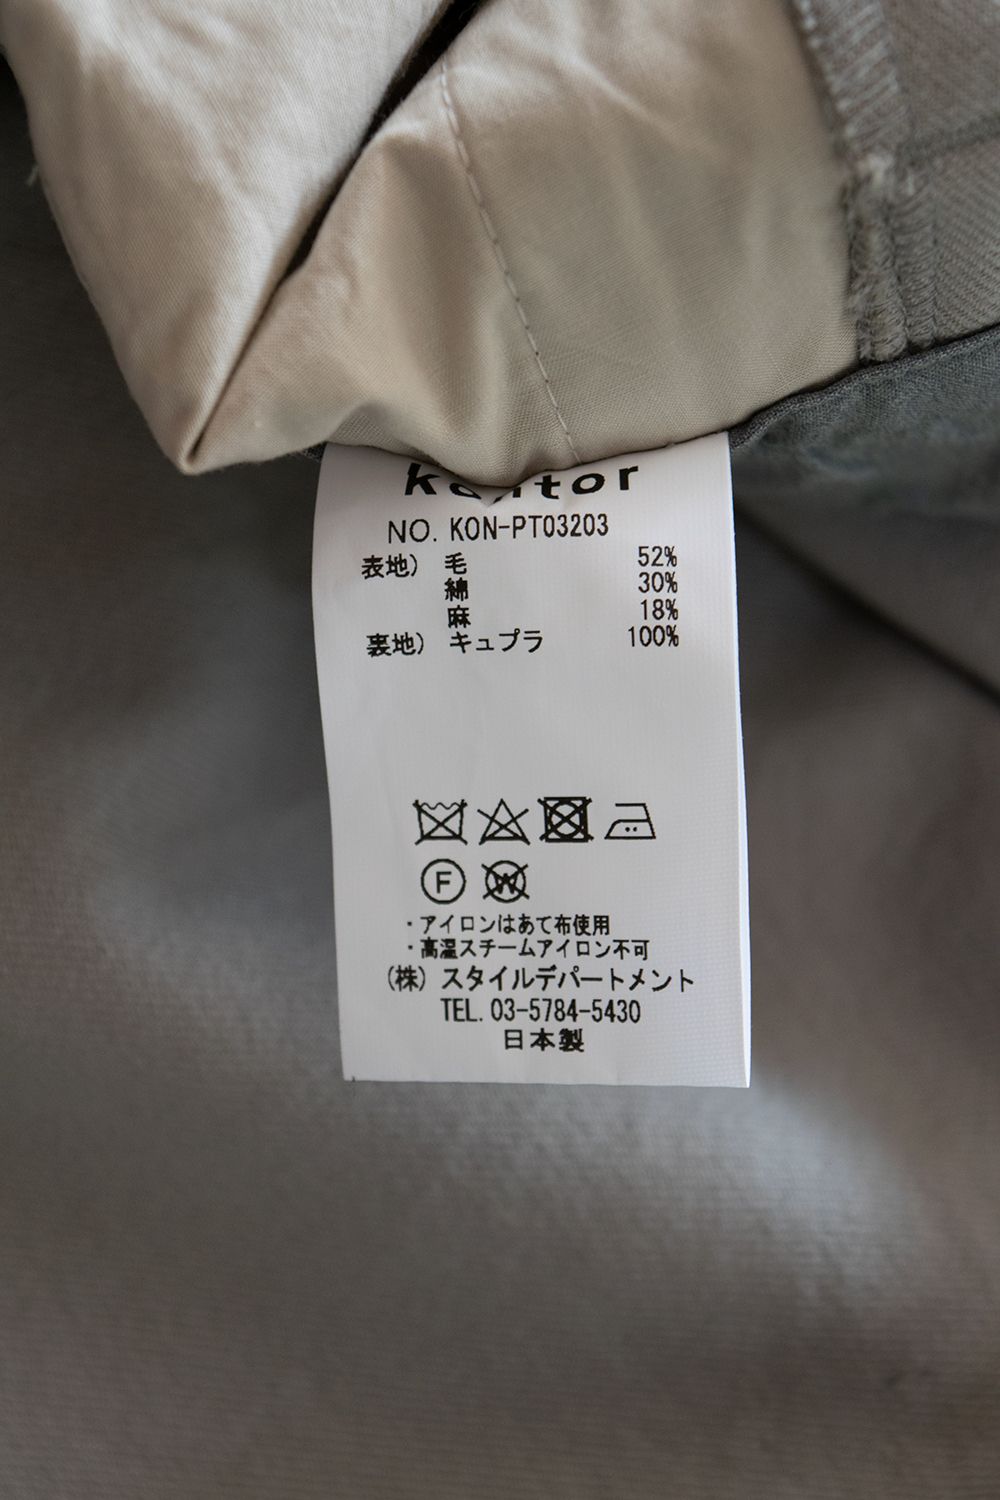 kantor
NO. KON-PT03203
表地) 毛 52%
綿 30%
麻 18%
裏地) キュプラ 100%
F W
・アイロンはあて布使用
・高温スチームアイロン不可
(株) スタイルデパートメント
TEL. 03-5784-5430
日本製